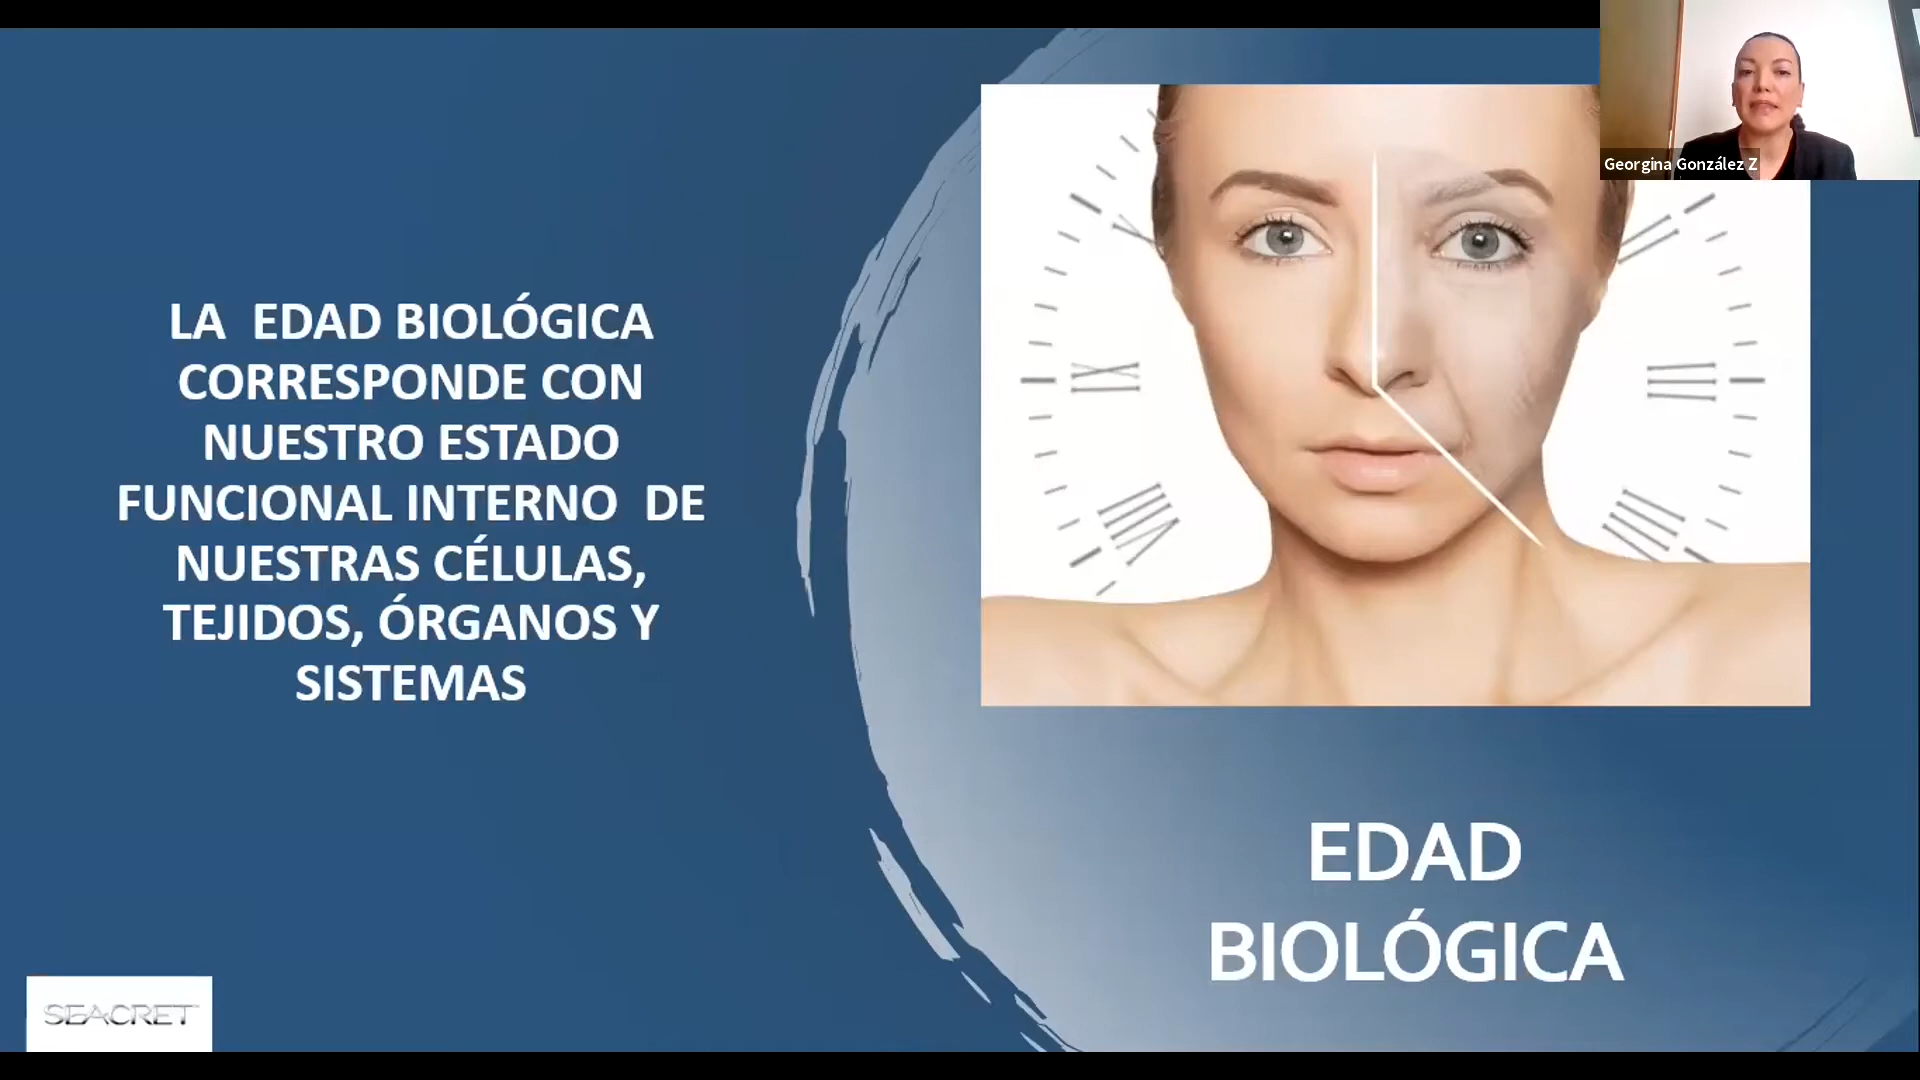 Georgina González Z
LA EDAD BIOLÓGICA
CORRESPONDE CON
NUESTRO ESTADO
FUNCIONAL INTERNO DE
NUESTRAS CÉLULAS,
TEJIDOS, ÓRGANOS Y
SISTEMAS
EDAD
BIOLÓGICA
SEACRET